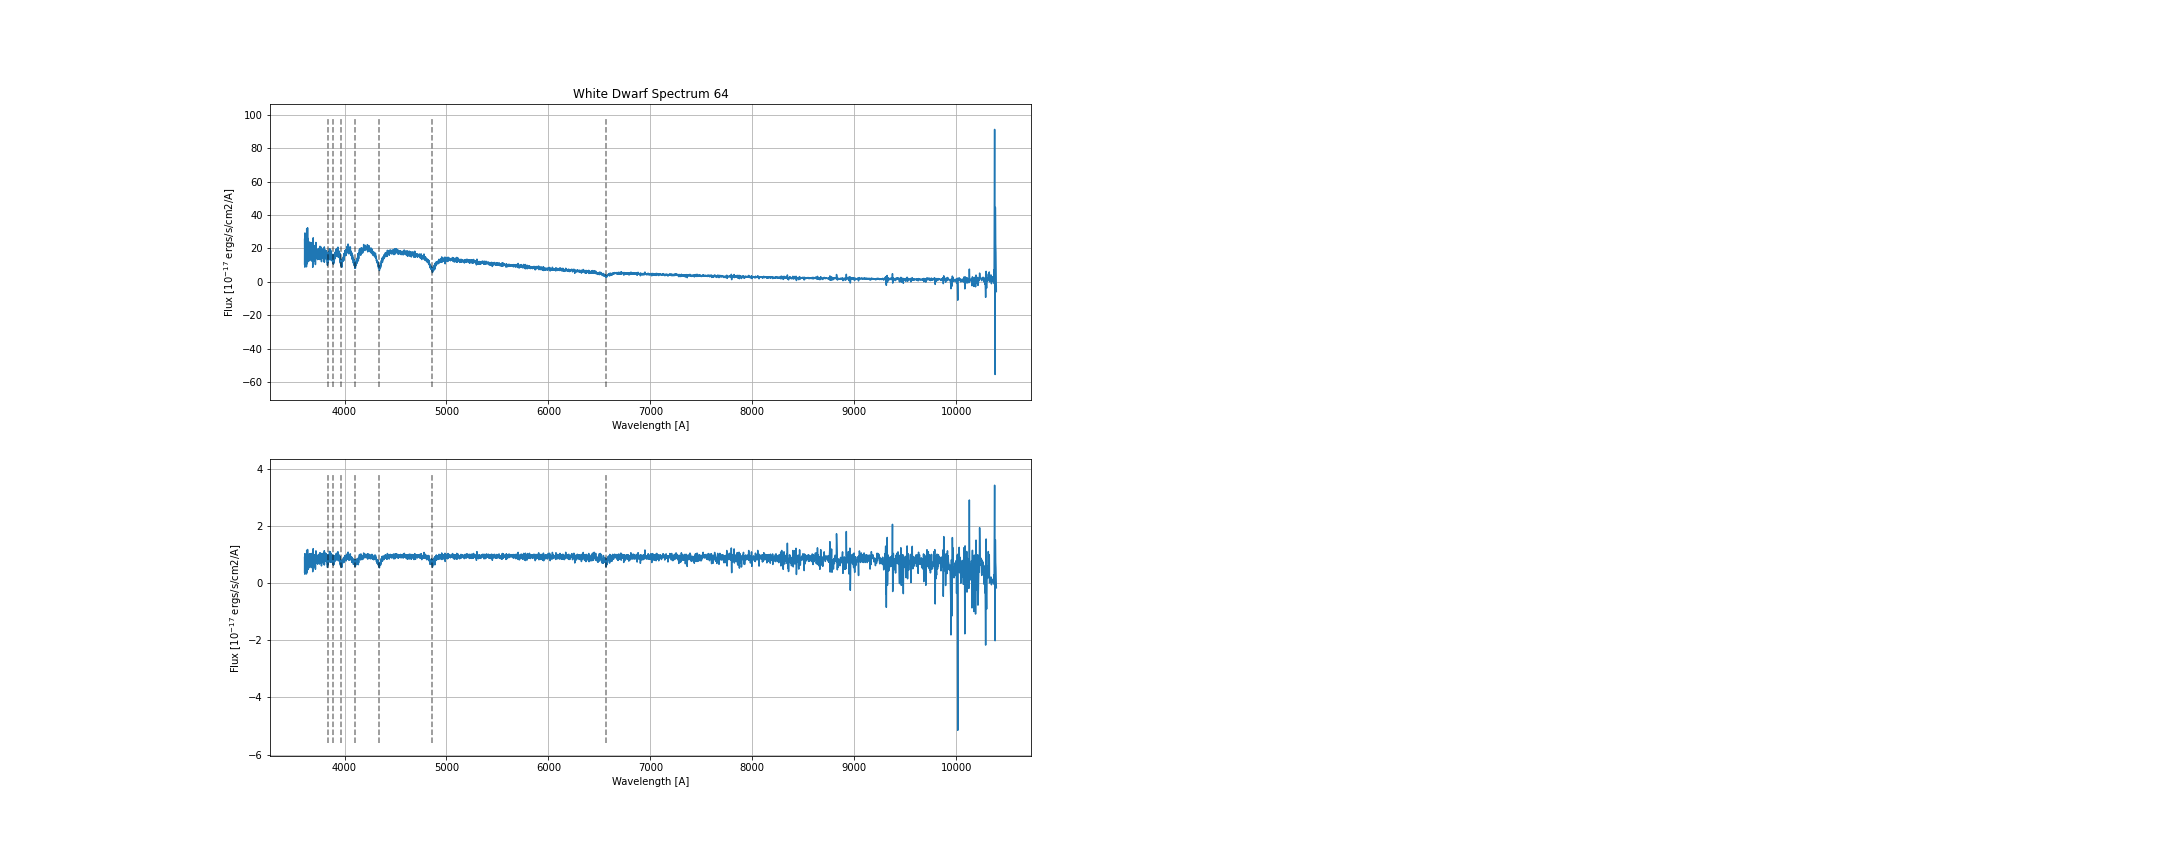 White Dwarf Spectrum 64
100
80
60
40
20
0
−20
−40
−60
Flux [10⁻¹⁷ ergs/s/cm2/A]
4000 5000 6000 7000 8000 9000 10000
Wavelength [A]
4
2
0
−2
−4
−6
Flux [10⁻¹⁷ ergs/s/cm2/A]
4000 5000 6000 7000 8000 9000 10000
Wavelength [A]